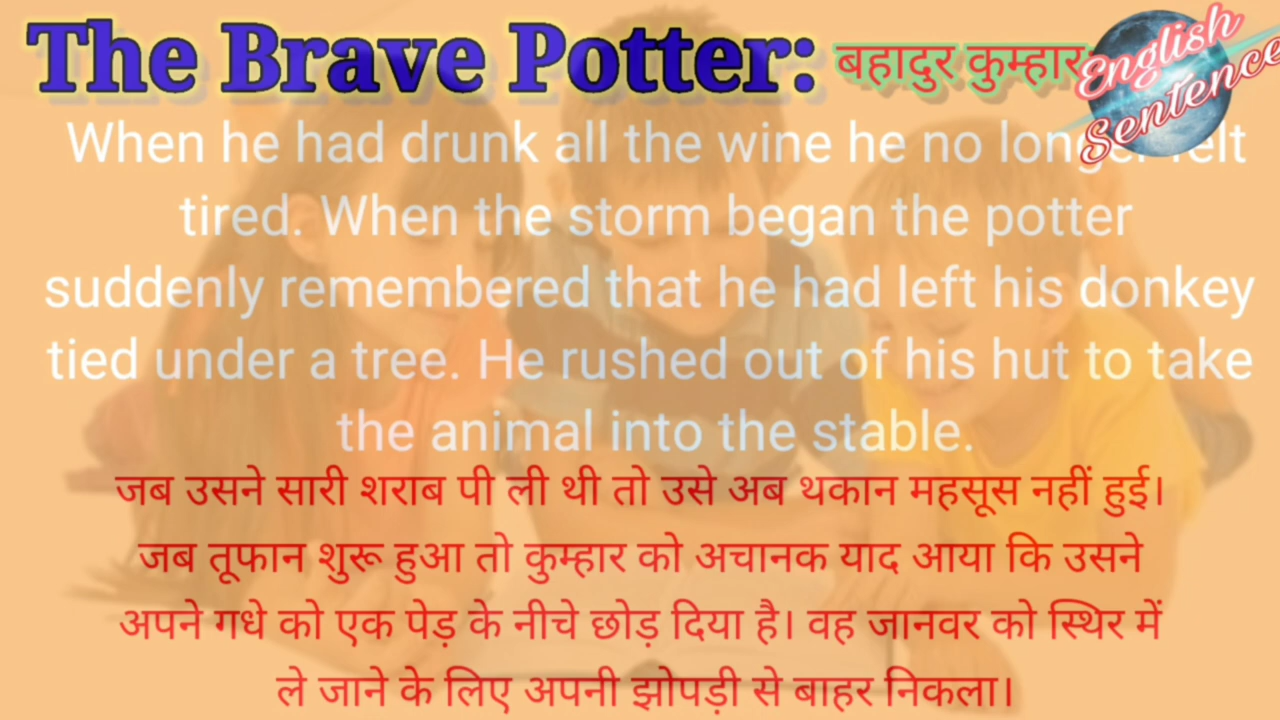 The Brave Potter: बहादुर कुम्हार
English
Sentence
When he had drunk all the wine he no longer felt
tired. When the storm began the potter
suddenly remembered that he had left his donkey
tied under a tree. He rushed out of his hut to take
the animal into the stable.
जब उसने सारी शराब पी ली थी तो उसे अब थकान महसूस नहीं हुई।
जब तूफान शुरू हुआ तो कुम्हार को अचानक याद आया कि उसने
अपने गधे को एक पेड़ के नीचे छोड़ दिया है। वह जानवर को स्थिर में
ले जाने के लिए अपनी झोपड़ी से बाहर निकला।